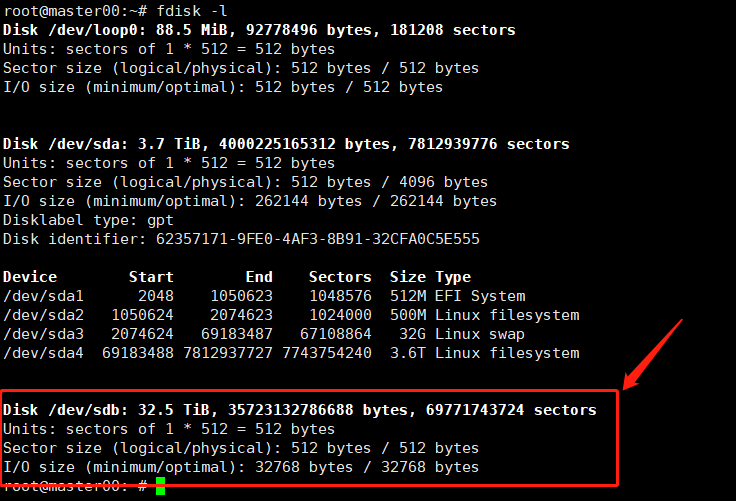 root@master00:~# fdisk -l
Disk /dev/loop0: 88.5 MiB, 92778496 bytes, 181208 sectors
Units: sectors of 1 * 512 = 512 bytes
Sector size (logical/physical): 512 bytes / 512 bytes
I/O size (minimum/optimal): 512 bytes / 512 bytes
Disk /dev/sda: 3.7 TiB, 4000225165312 bytes, 7812939776 sectors
Units: sectors of 1 * 512 = 512 bytes
Sector size (logical/physical): 512 bytes / 4096 bytes
I/O size (minimum/optimal): 262144 bytes / 262144 bytes
Disklabel type: gpt
Disk identifier: 62357171-9FE0-4AF3-8B91-32CFA0C5E555
Device Start End Sectors Size Type
/dev/sda1 2048 1050623 1048576 512M EFI System
/dev/sda2 1050624 2074623 1024000 500M Linux filesystem
/dev/sda3 2074624 69183487 67108864 32G Linux swap
/dev/sda4 69183488 7812937727 7743754240 3.6T Linux filesystem
Disk /dev/sdb: 32.5 TiB, 35723132786688 bytes, 69771743724 sectors
Units: sectors of 1 * 512 = 512 bytes
Sector size (logical/physical): 512 bytes / 512 bytes
I/O size (minimum/optimal): 32768 bytes / 32768 bytes
root@master00:~#